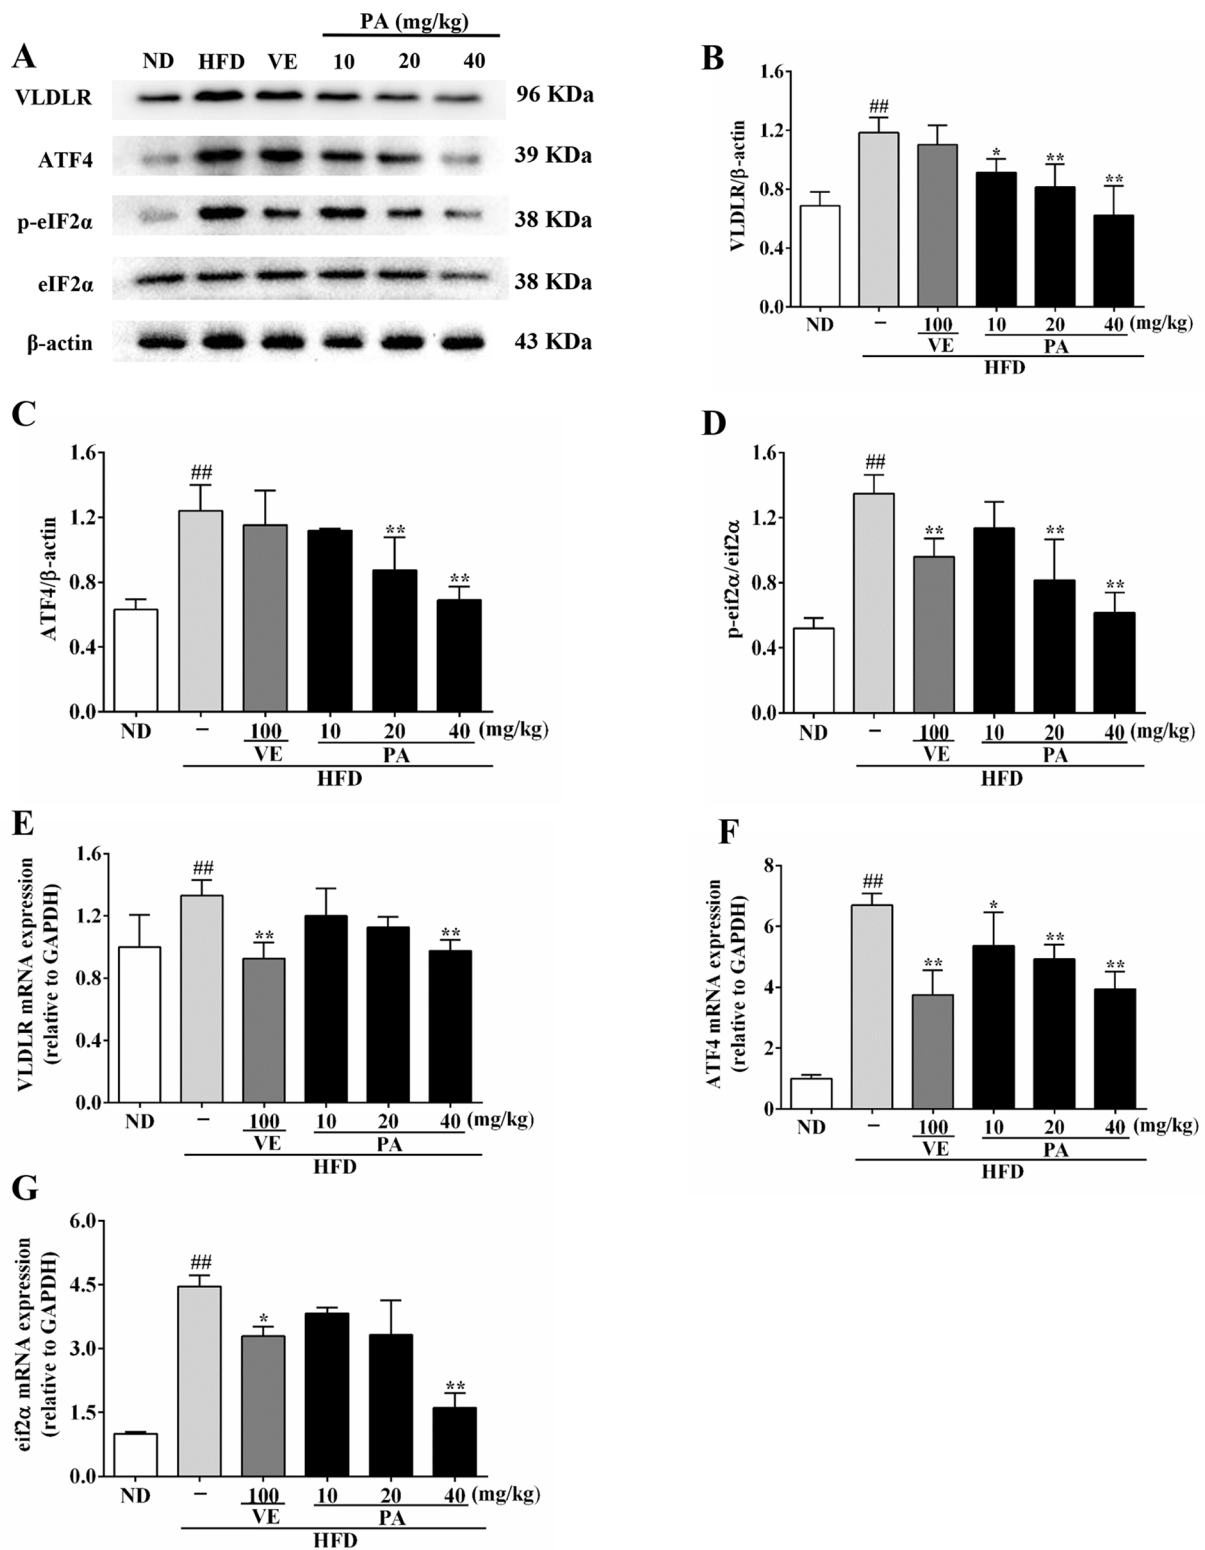 PA (mg/kg)
A
ND HFD VE 10 20 40
VLDLR 96 KDa
ATF4 39 KDa
p-eIF2α 38 KDa
eIF2α 38 KDa
β-actin 43 KDa
B
VLDLR/β-actin
1.6
1.2
0.8
0.4
0.0
##
*
**
**
ND – 100 10 20 40 (mg/kg)
VE PA
HFD
C
ATF4/β-actin
1.6
1.2
0.8
0.4
0.0
##
**
**
ND – 100 10 20 40 (mg/kg)
VE PA
HFD
D
p-eif2α/eif2α
1.6
1.2
0.8
0.4
0.0
##
**
**
**
ND – 100 10 20 40 (mg/kg)
VE PA
HFD
E
VLDLR mRNA expression
(relative to GAPDH)
1.6
1.2
0.8
0.4
0.0
##
**
**
ND – 100 10 20 40 (mg/kg)
VE PA
HFD
F
ATF4 mRNA expression
(relative to GAPDH)
8
6
4
2
0
##
**
*
**
**
ND – 100 10 20 40 (mg/kg)
VE PA
HFD
G
eif2α mRNA expression
(relative to GAPDH)
6.0
4.5
3.0
1.5
0.0
##
*
**
ND – 100 10 20 40 (mg/kg)
VE PA
HFD